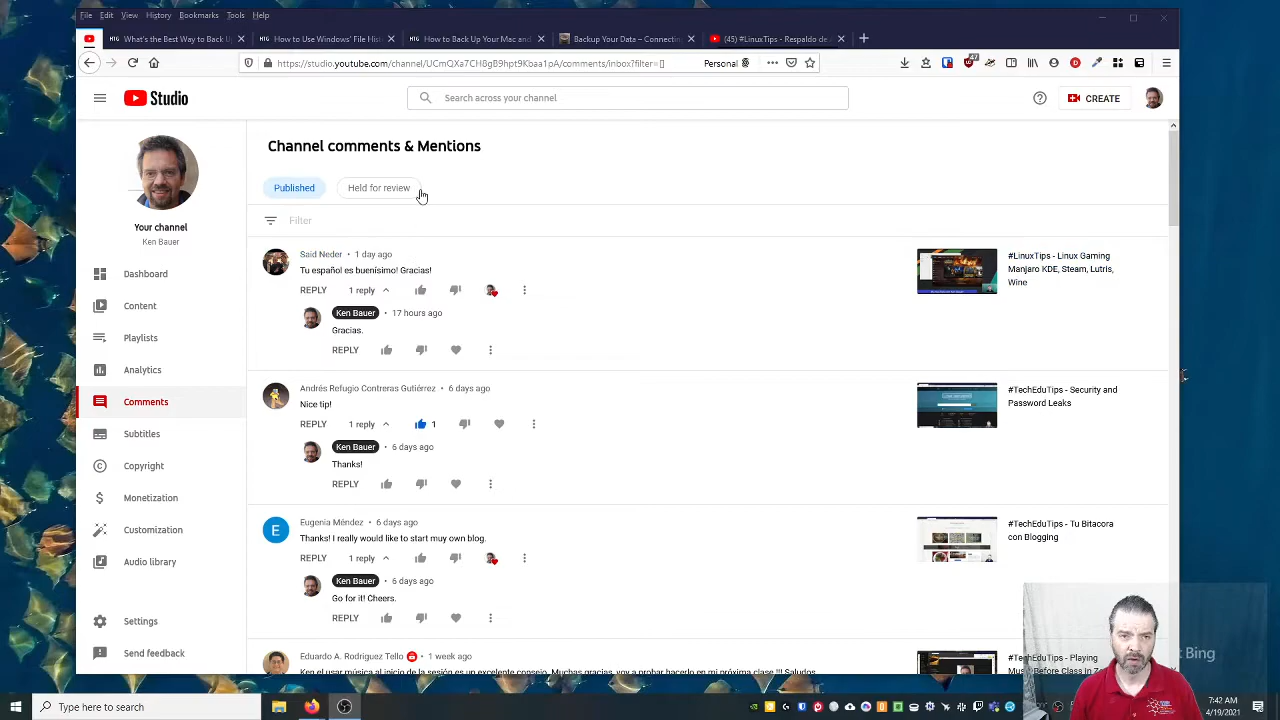 File Edit View History Bookmarks Tools Help
What's the Best Way to Back Up
How to Use Windows' File Hist
How to Back Up Your Mac and
Backup Your Data – Connectin
(45) #LinuxTips - Respaldo de
Personal
Studio
Search across your channel
CREATE
Your channel
Ken Bauer
Dashboard
Content
Playlists
Analytics
Comments
Subtitles
Copyright
Monetization
Customization
Audio library
Settings
Send feedback
Channel comments & Mentions
Published
Held for review
Filter
Said Neder • 1 day ago
Tu español es buenísimo! Gracias!
REPLY 1 reply
Ken Bauer • 17 hours ago
Gracias.
REPLY
#LinuxTips - Linux Gaming
Manjaro KDE, Steam, Lutris,
Wine
Andrés Refugio Contreras Gutiérrez • 6 days ago
Nice tip!
REPLY 1 reply 1
Ken Bauer • 6 days ago
Thanks!
REPLY
#TechEduTips - Security and
Password Leaks
E
Eugenia Méndez • 6 days ago
Thanks! I really would like to start muy own blog.
REPLY 1 reply
Ken Bauer • 6 days ago
Go for it! Cheers.
REPLY
#TechEduTips - Tu Bitacora
con Blogging
Eduardo A. Rodriguez Tello • 1 week ago
#TechEduTips - Playing
Before Class in
t Bing
Type here to search
7:42 AM
4/19/2021